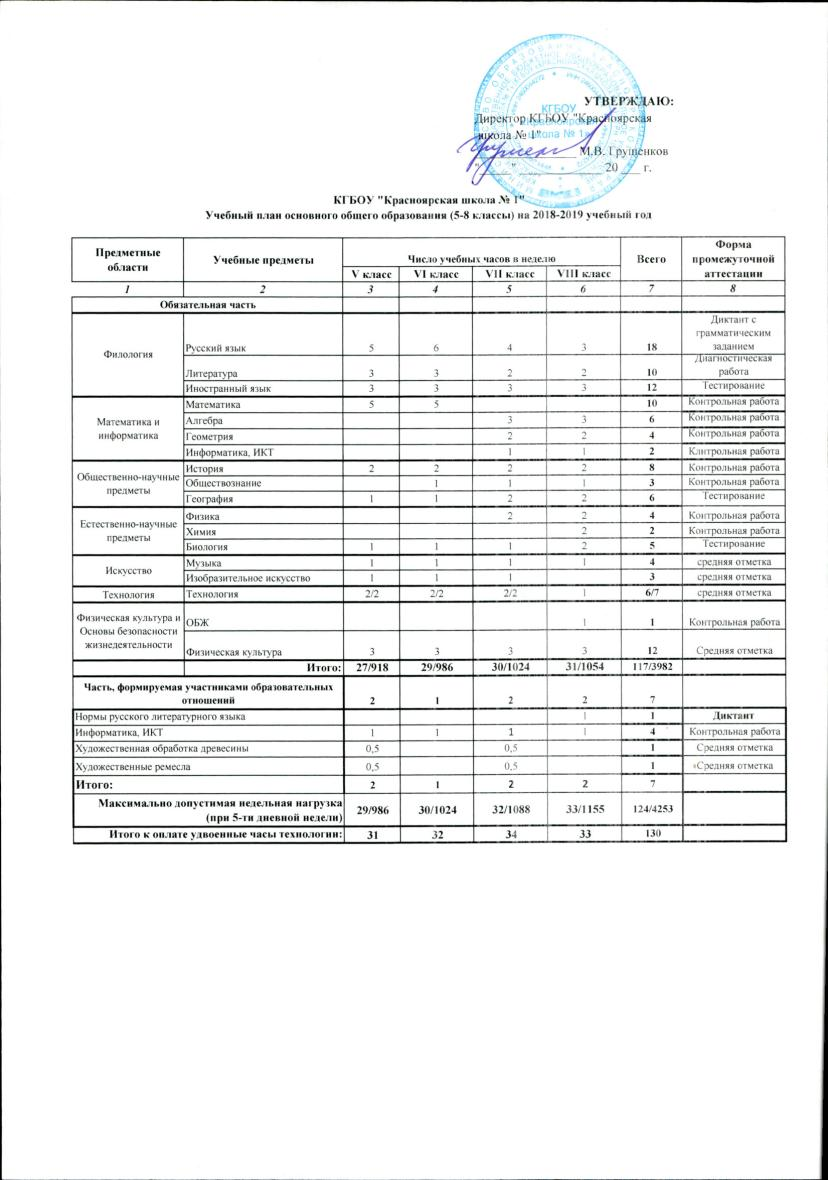 УТВЕРЖДАЮ:
Директор КГБОУ "Красноярская
школа № 1"
М.В. Грушенков
"____" ____________ 20 ___ г.
КГБОУ
школа № 1»
КГБОУ "Красноярская школа № 1"
Учебный план основного общего образования (5-8 классы) на 2018-2019 учебный год
Предметные области | Учебные предметы | Число учебных часов в неделю | Всего | Форма промежуточной аттестации
V класс | VI класс | VII класс | VIII класс
1 | 2 | 3 | 4 | 5 | 6 | 7 | 8
Обязательная часть
Филология | Русский язык | 5 | 6 | 4 | 3 | 18 | Диктант с грамматическим заданием
Литература | 3 | 3 | 2 | 2 | 10 | Диагностическая работа
Иностранный язык | 3 | 3 | 3 | 3 | 12 | Тестирование
Математика и информатика | Математика | 5 | 5 | 10 | Контрольная работа
Алгебра | 3 | 3 | 6 | Контрольная работа
Геометрия | 2 | 2 | 4 | Контрольная работа
Информатика, ИКТ | 1 | 1 | 2 | Клнтрольная работа
Общественно-научные предметы | История | 2 | 2 | 2 | 2 | 8 | Контрольная работа
Обществознание | 1 | 1 | 1 | 3 | Контрольная работа
География | 1 | 1 | 2 | 2 | 6 | Тестирование
Естественно-научные предметы | Физика | 2 | 2 | 4 | Контрольная работа
Химия | 2 | 2 | Контрольная работа
Биология | 1 | 1 | 1 | 2 | 5 | Тестирование
Искусство | Музыка | 1 | 1 | 1 | 1 | 4 | средняя отметка
Изобразительное искусство | 1 | 1 | 1 | 3 | средняя отметка
Технология | Технология | 2/2 | 2/2 | 2/2 | 1 | 6/7 | средняя отметка
Физическая культура и Основы безопасности жизнедеятельности | ОБЖ | 1 | 1 | Контрольная работа
Физическая культура | 3 | 3 | 3 | 3 | 12 | Средняя отметка
Итого: | 27/918 | 29/986 | 30/1024 | 31/1054 | 117/3982
Часть, формируемая участниками образовательных отношений | 2 | 1 | 2 | 2 | 7
Нормы русского литературного языка | 1 | 1 | Диктант
Информатика, ИКТ | 1 | 1 | 1 | 1 | 4 | Контрольная работа
Художественная обработка древесины | 0,5 | 0,5 | 1 | Средняя отметка
Художественные ремесла | 0,5 | 0,5 | 1 | Средняя отметка
Итого: | 2 | 1 | 2 | 2 | 7
Максимально допустимая недельная нагрузка (при 5-ти дневной недели) | 29/986 | 30/1024 | 32/1088 | 33/1155 | 124/4253
Итого к оплате удвоенные часы технологии: | 31 | 32 | 34 | 33 | 130